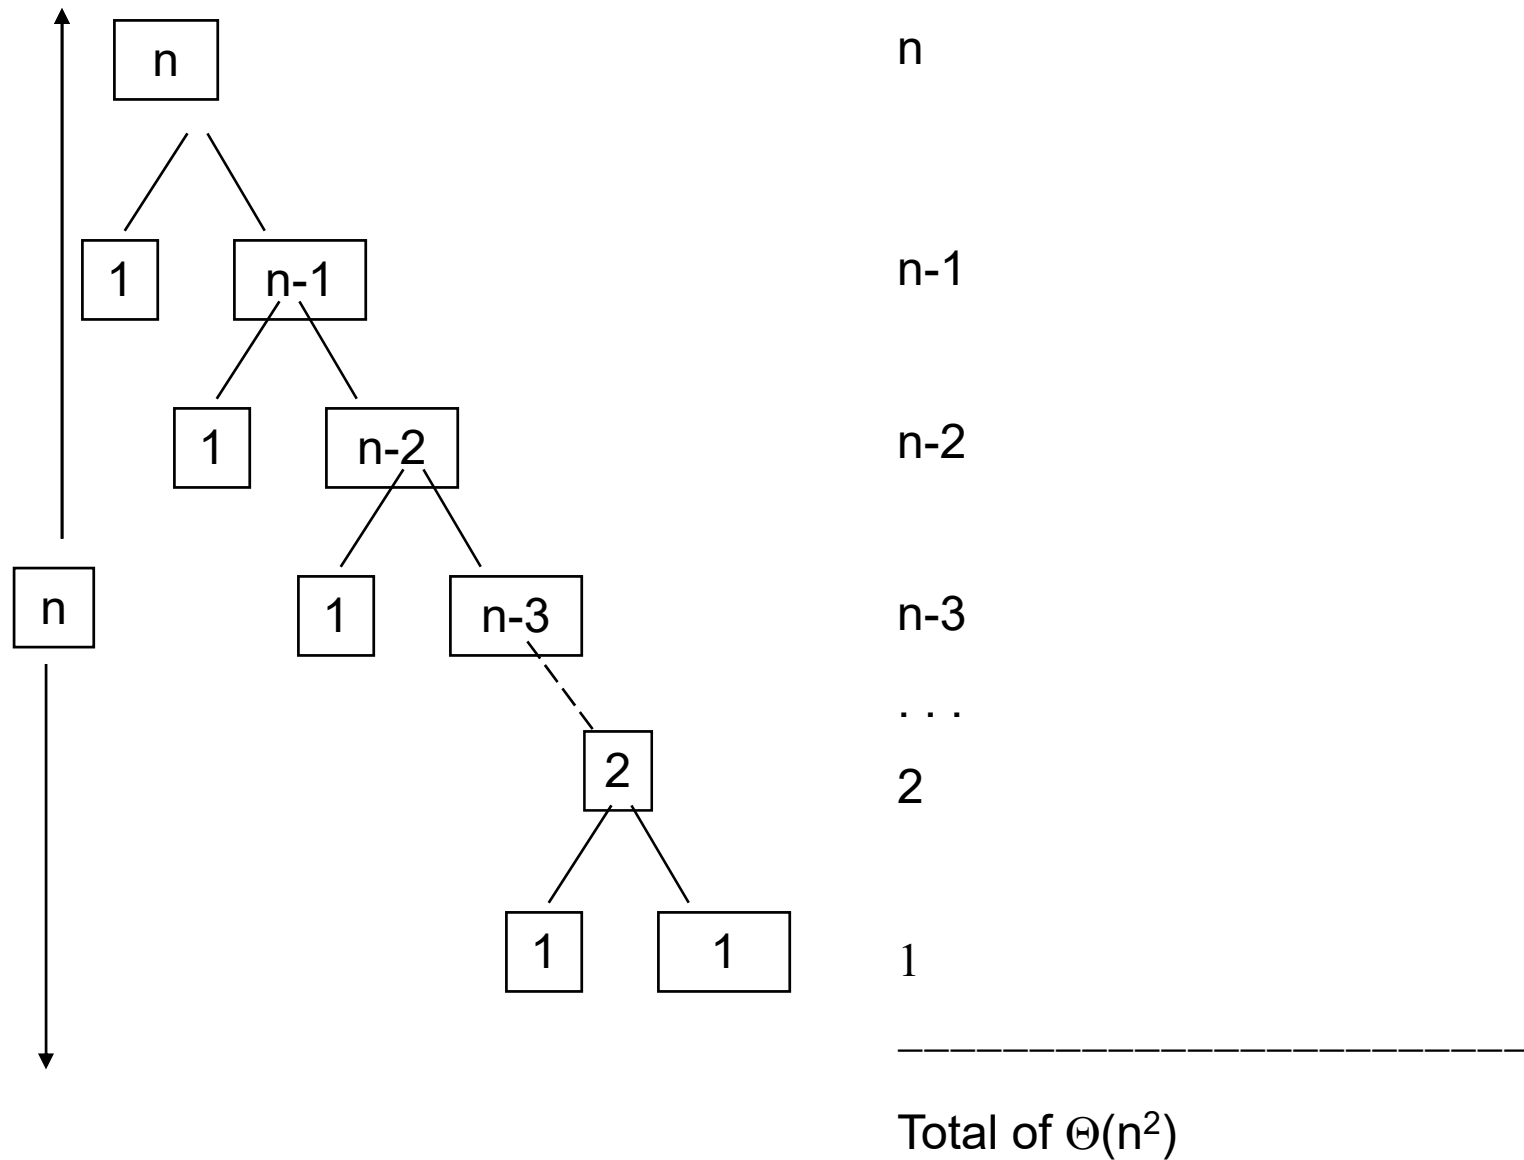 n n
1 n-1 n-1
1 n-2 n-2
n 1 n-3 n-3
. . .
2 2
1 1 1
Total of Θ(n²)